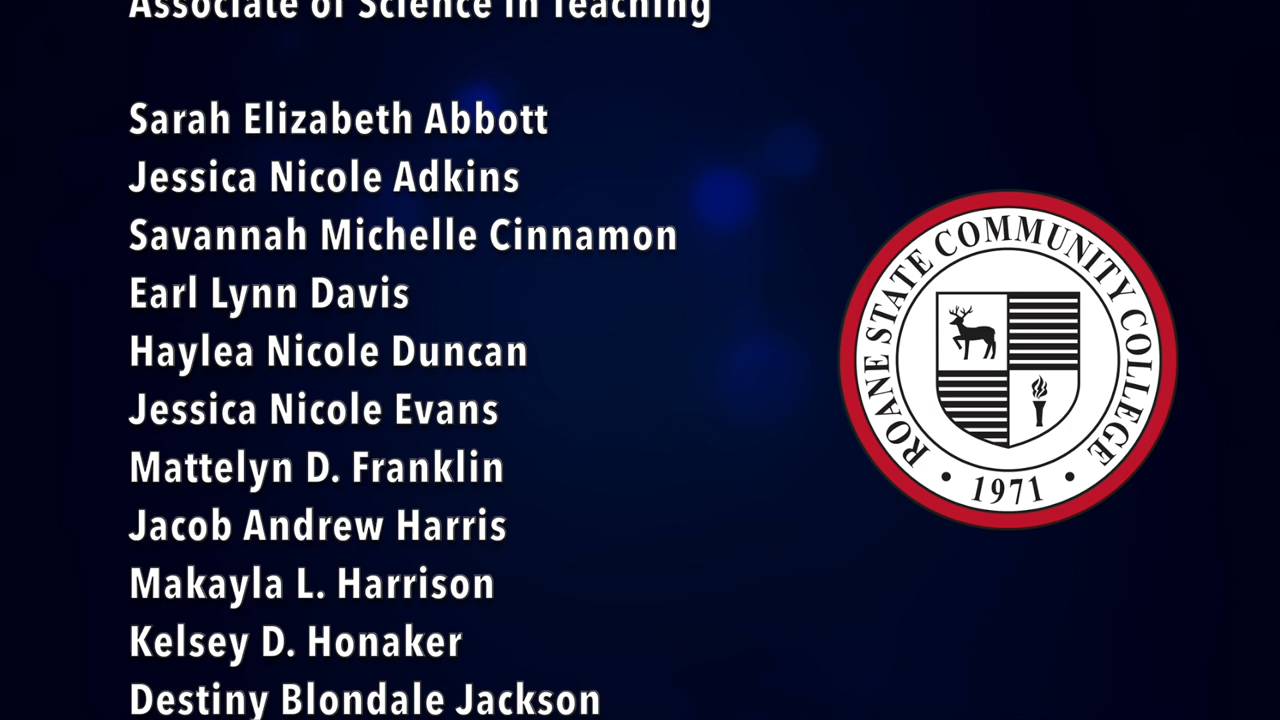 Associate of Science in Teaching
Sarah Elizabeth Abbott
Jessica Nicole Adkins
Savannah Michelle Cinnamon
Earl Lynn Davis
Haylea Nicole Duncan
Jessica Nicole Evans
Mattelyn D. Franklin
Jacob Andrew Harris
Makayla L. Harrison
Kelsey D. Honaker
Destiny Blondale Jackson
ROANE STATE COMMUNITY COLLEGE
• 1971 •